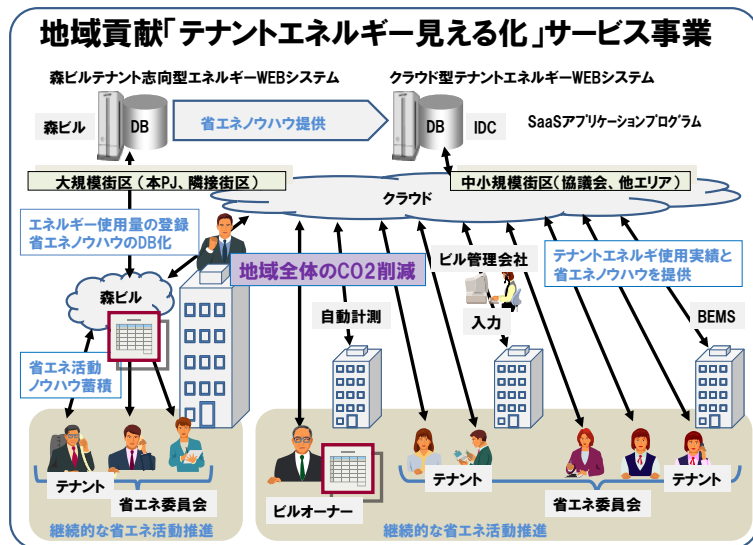 地域貢献「テナントエネルギー見える化」サービス事業
森ビルテナント志向型エネルギーWEBシステム
クラウド型テナントエネルギーWEBシステム
森ビル
DB
省エネノウハウ提供
DB
IDC
SaaSアプリケーションプログラム
大規模街区(本PJ、隣接街区)
中小規模街区(協議会、他エリア)
クラウド
エネルギー使用量の登録
省エネノウハウのDB化
地域全体のCO2削減
ビル管理会社
テナントエネルギ使用実績と
省エネノウハウを提供
森ビル
自動計測
入力
BEMS
省エネ活動
ノウハウ蓄積
テナント
省エネ委員会
ビルオーナー
テナント
省エネ委員会
テナント
継続的な省エネ活動推進
継続的な省エネ活動推進